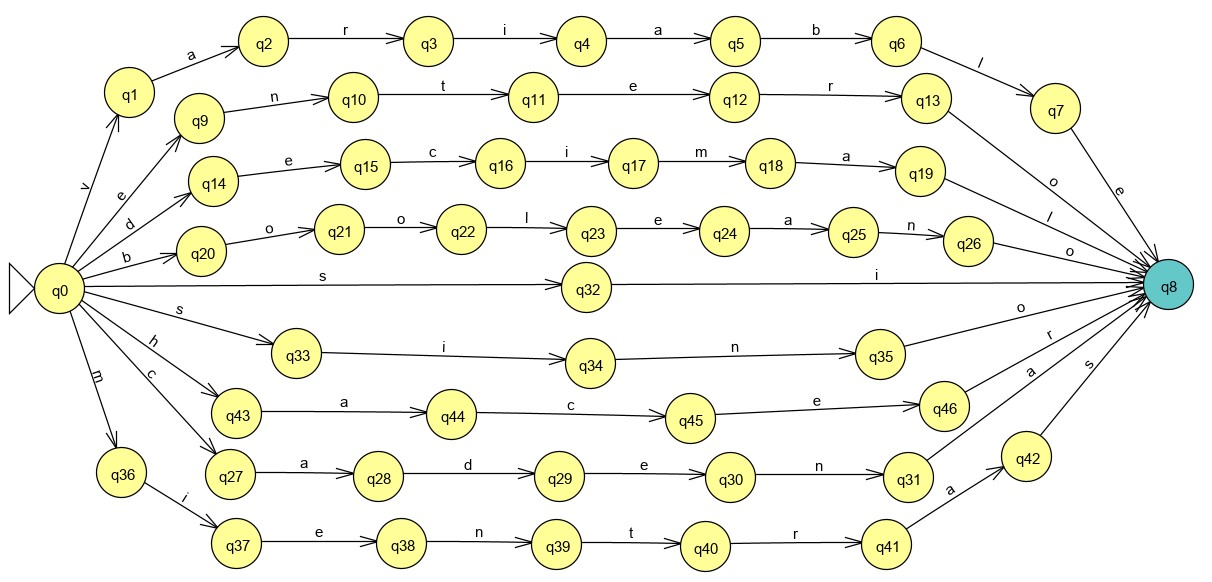 q2 r q3 i q4 a q5 b q6
a l
q1 q9 n q10 t q11 e q12 r q13 q7
v e q14 e q15 c q16 i q17 m q18 a q19 o e
d q20 o q21 o q22 l q23 e q24 a q25 n q26 l
b o
q0 s q32 i q8
s q33 i q34 n q35 o
h q43 a q44 c q45 e q46 r
m c q27 a q28 d q29 e q30 n q31 a
q36 q42 s
i q37 e q38 n q39 t q40 r q41 a